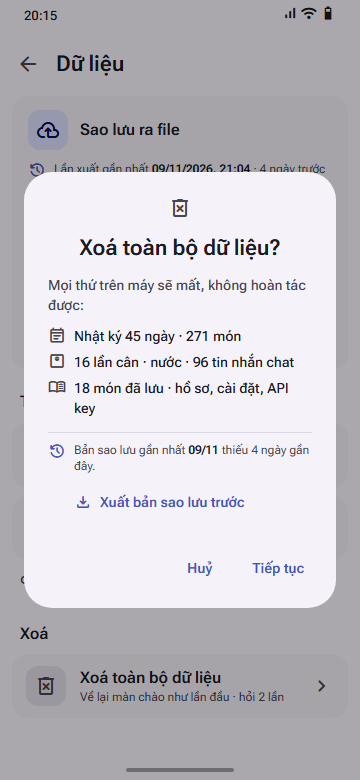 20:15
Dữ liệu
Sao lưu ra file
Lần xuất gần nhất 09/11/2026, 21:04 · 4 ngày trước
Xoá toàn bộ dữ liệu?
Mọi thứ trên máy sẽ mất, không hoàn tác
được:
Nhật ký 45 ngày · 271 món
16 lần cân · nước · 96 tin nhắn chat
18 món đã lưu · hồ sơ, cài đặt, API
key
Bản sao lưu gần nhất 09/11 thiếu 4 ngày gần
đây.
Xuất bản sao lưu trước
Huỷ
Tiếp tục
Xoá
Xoá toàn bộ dữ liệu
Về lại màn chào như lần đầu · hỏi 2 lần